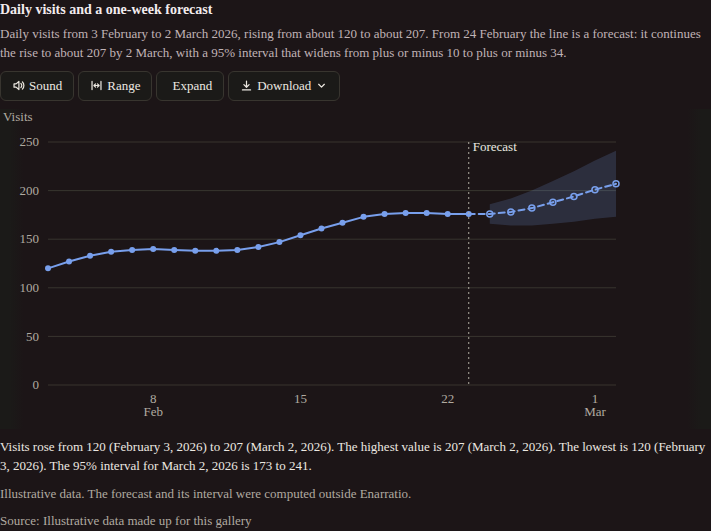 Daily visits and a one-week forecast
Daily visits from 3 February to 2 March 2026, rising from about 120 to about 207. From 24 February the line is a forecast: it continues
the rise to about 207 by 2 March, with a 95% interval that widens from plus or minus 10 to plus or minus 34.
Sound Range Expand Download
Visits
250
Forecast
200
150
100
50
0
8 15 22 1
Feb Mar
Visits rose from 120 (February 3, 2026) to 207 (March 2, 2026). The highest value is 207 (March 2, 2026). The lowest is 120 (February
3, 2026). The 95% interval for March 2, 2026 is 173 to 241.
Illustrative data. The forecast and its interval were computed outside Enarratio.
Source: Illustrative data made up for this gallery